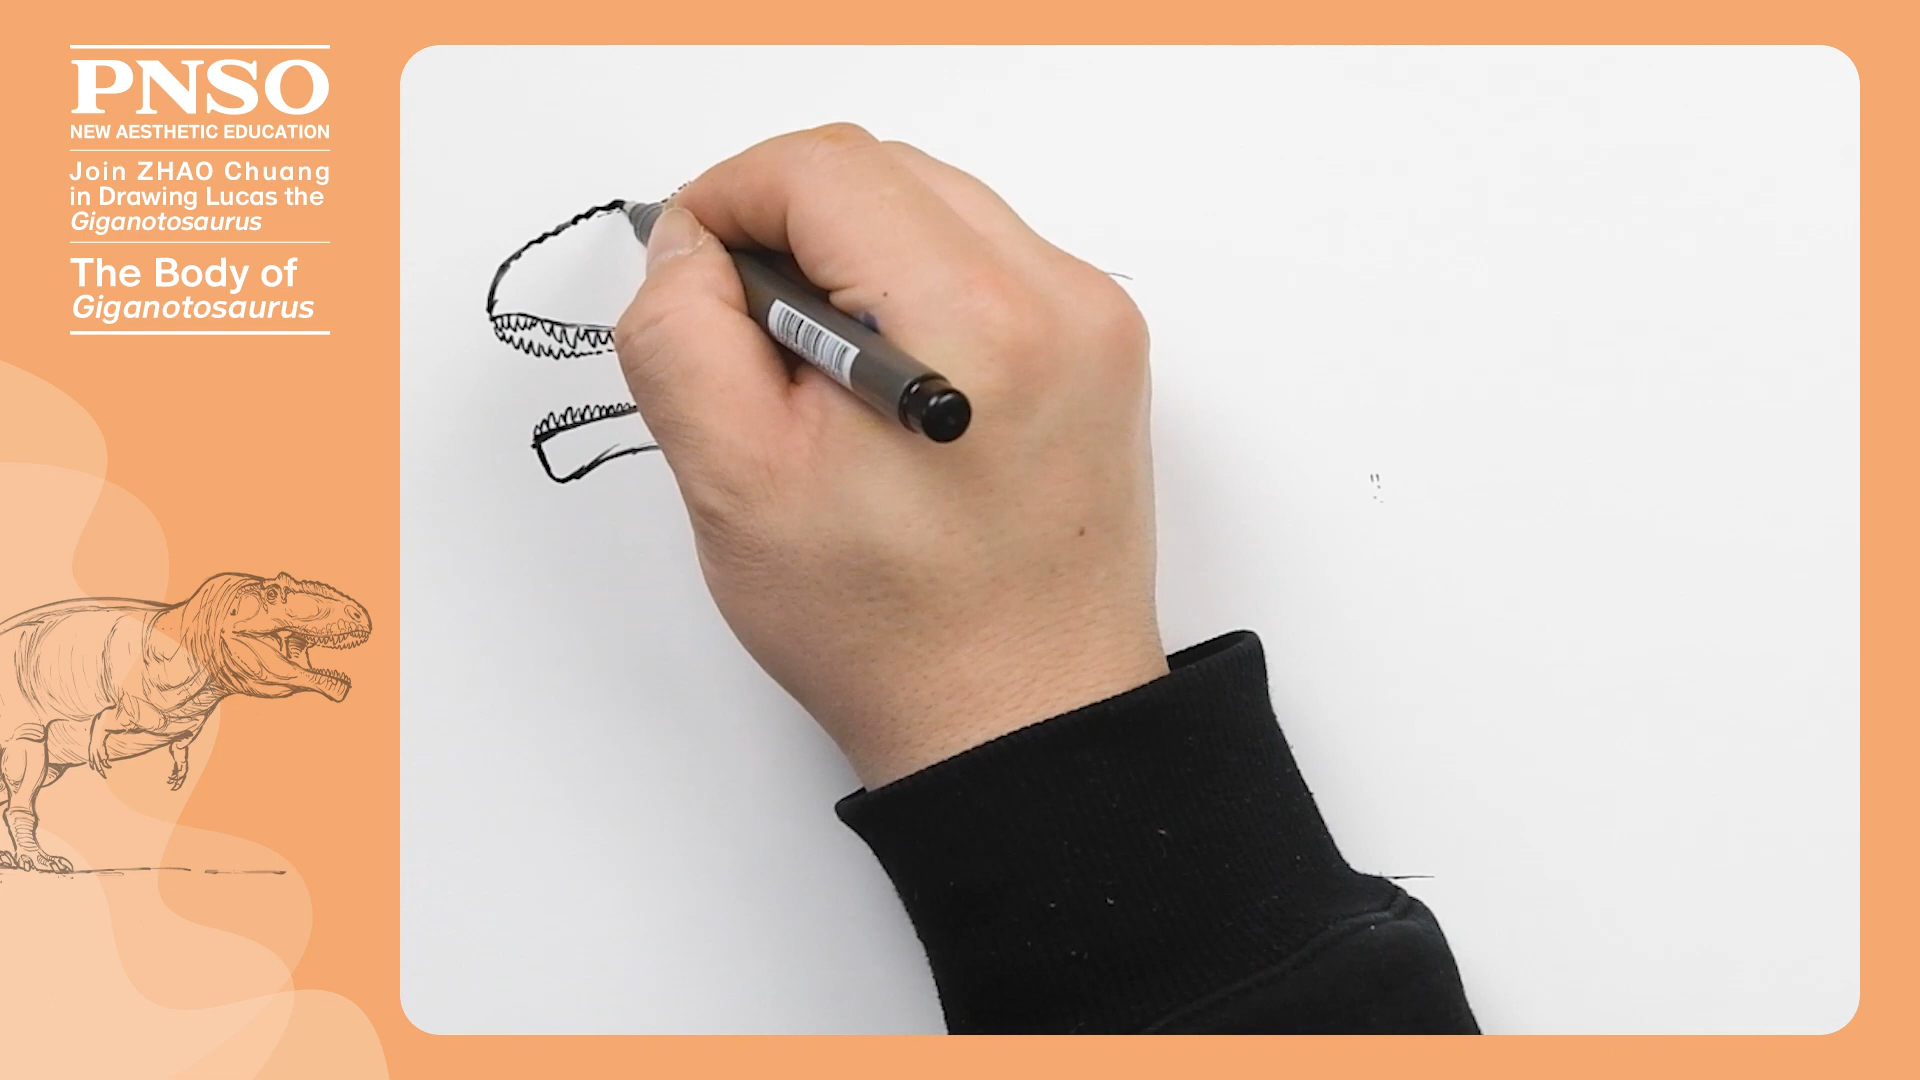 PNSO
NEW AESTHETIC EDUCATION
Join ZHAO Chuang
in Drawing Lucas the
Giganotosaurus
The Body of
Giganotosaurus